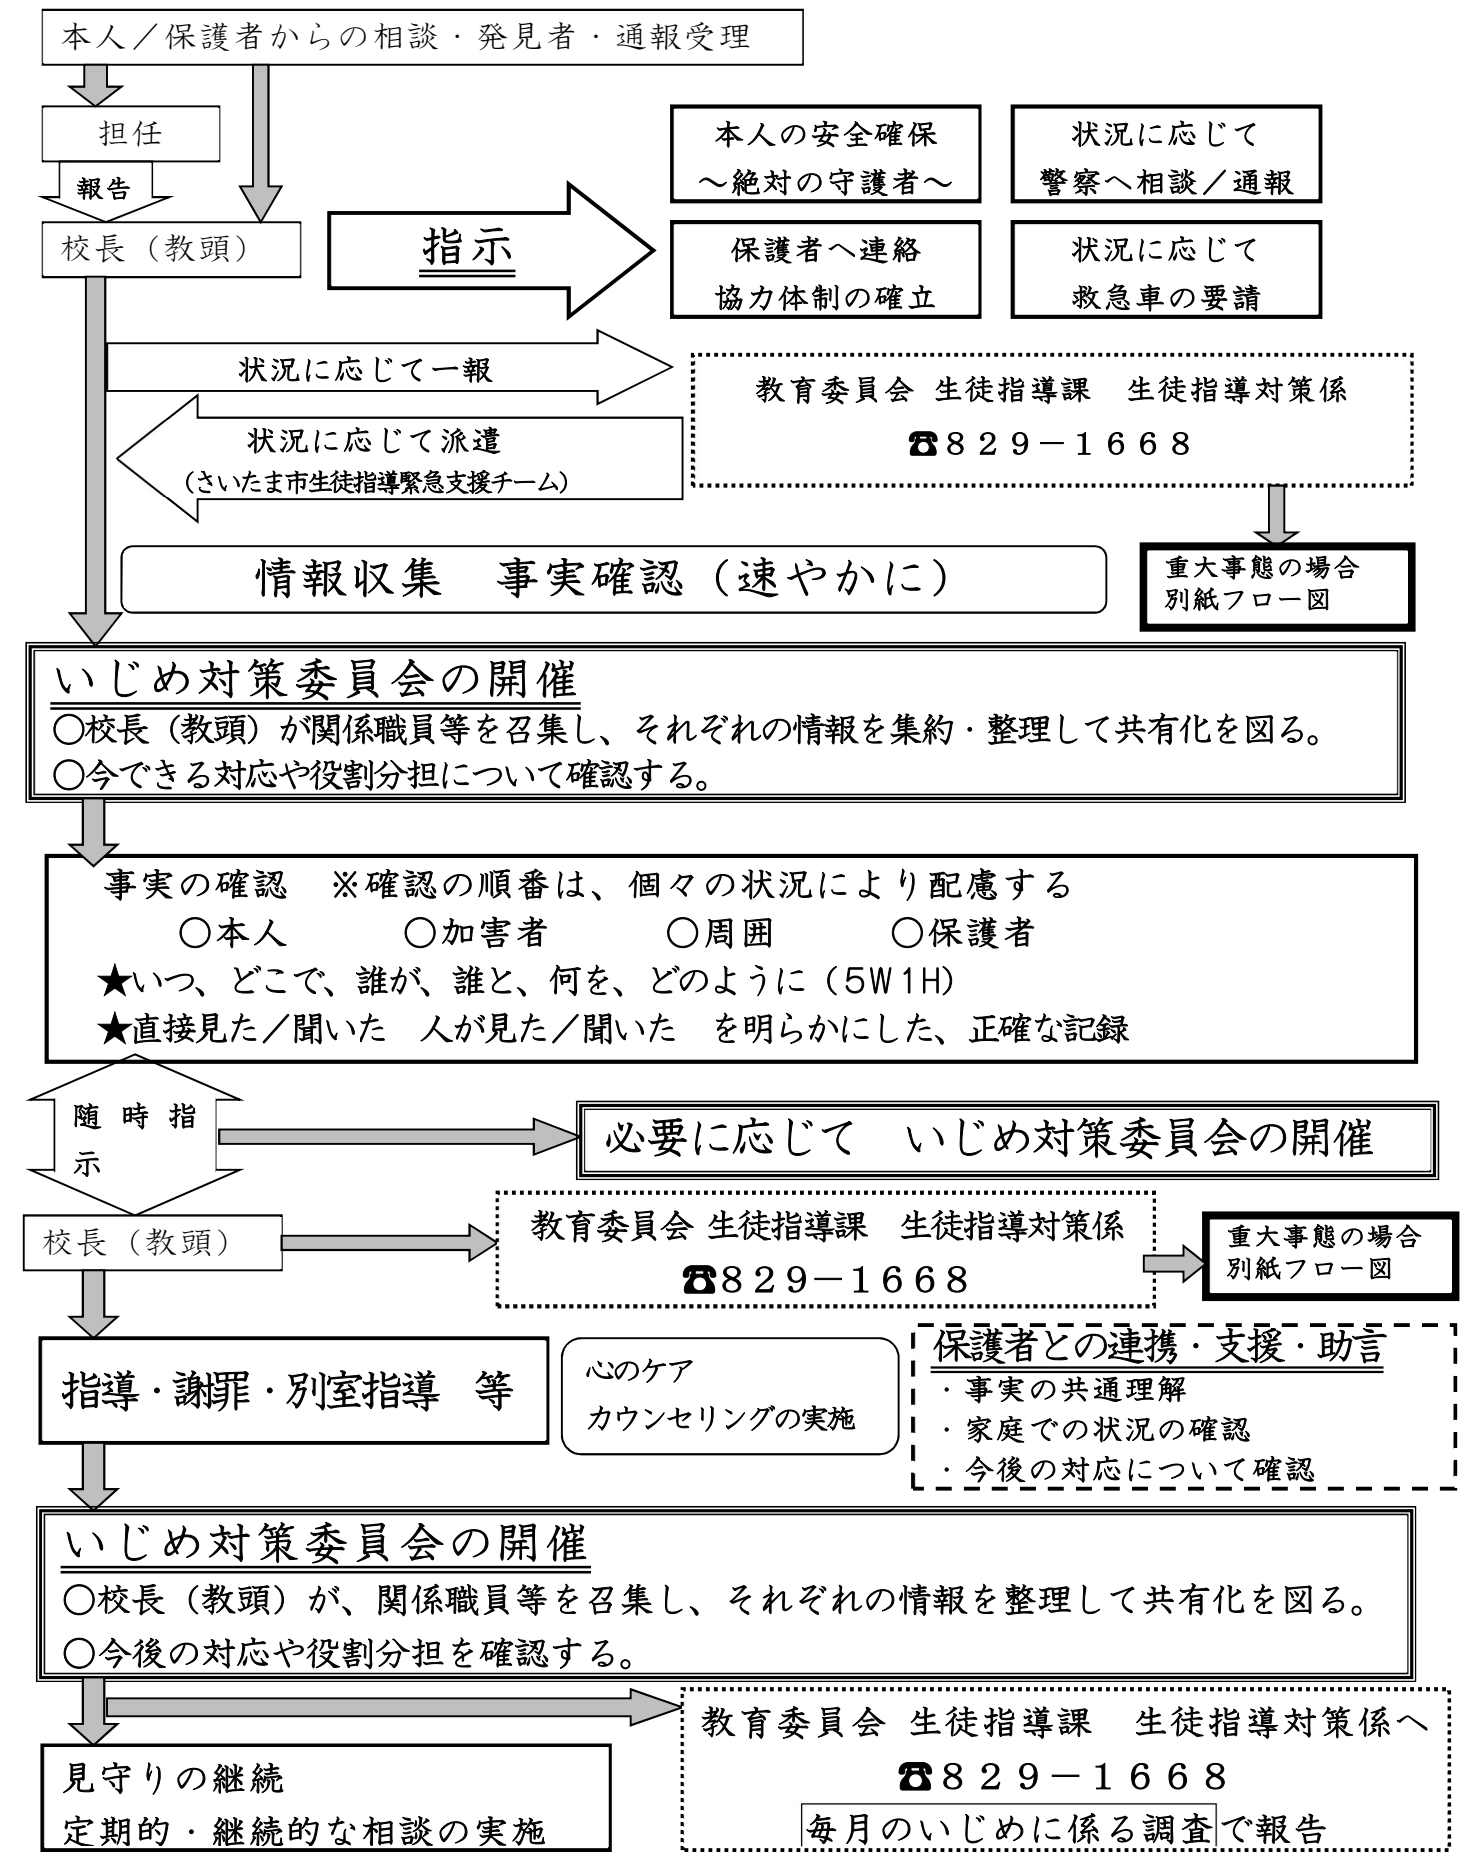 本人／保護者からの相談・発見者・通報受理
担任
報告
校長（教頭）
指示
本人の安全確保
～絶対の守護者～
状況に応じて
警察へ相談／通報
保護者へ連絡
協力体制の確立
状況に応じて
救急車の要請
状況に応じて一報
状況に応じて派遣
（さいたま市生徒指導緊急支援チーム）
教育委員会 生徒指導課　生徒指導対策係
☎８２９－１６６８
情報収集　事実確認（速やかに）
重大事態の場合
別紙フロー図
いじめ対策委員会の開催
○校長（教頭）が関係職員等を召集し、それぞれの情報を集約・整理して共有化を図る。
○今できる対応や役割分担について確認する。
事実の確認　※確認の順番は、個々の状況により配慮する
○本人　○加害者　○周囲　○保護者
★いつ、どこで、誰が、誰と、何を、どのように（5W1H）
★直接見た／聞いた　人が見た／聞いた　を明らかにした、正確な記録
随時指
示
必要に応じて　いじめ対策委員会の開催
校長（教頭）
教育委員会 生徒指導課　生徒指導対策係
☎８２９－１６６８
重大事態の場合
別紙フロー図
指導・謝罪・別室指導　等
心のケア
カウンセリングの実施
保護者との連携・支援・助言
・事実の共通理解
・家庭での状況の確認
・今後の対応について確認
いじめ対策委員会の開催
○校長（教頭）が、関係職員等を召集し、それぞれの情報を整理して共有化を図る。
○今後の対応や役割分担を確認する。
見守りの継続
定期的・継続的な相談の実施
教育委員会 生徒指導課　生徒指導対策係へ
☎８２９－１６６８
毎月のいじめに係る調査で報告